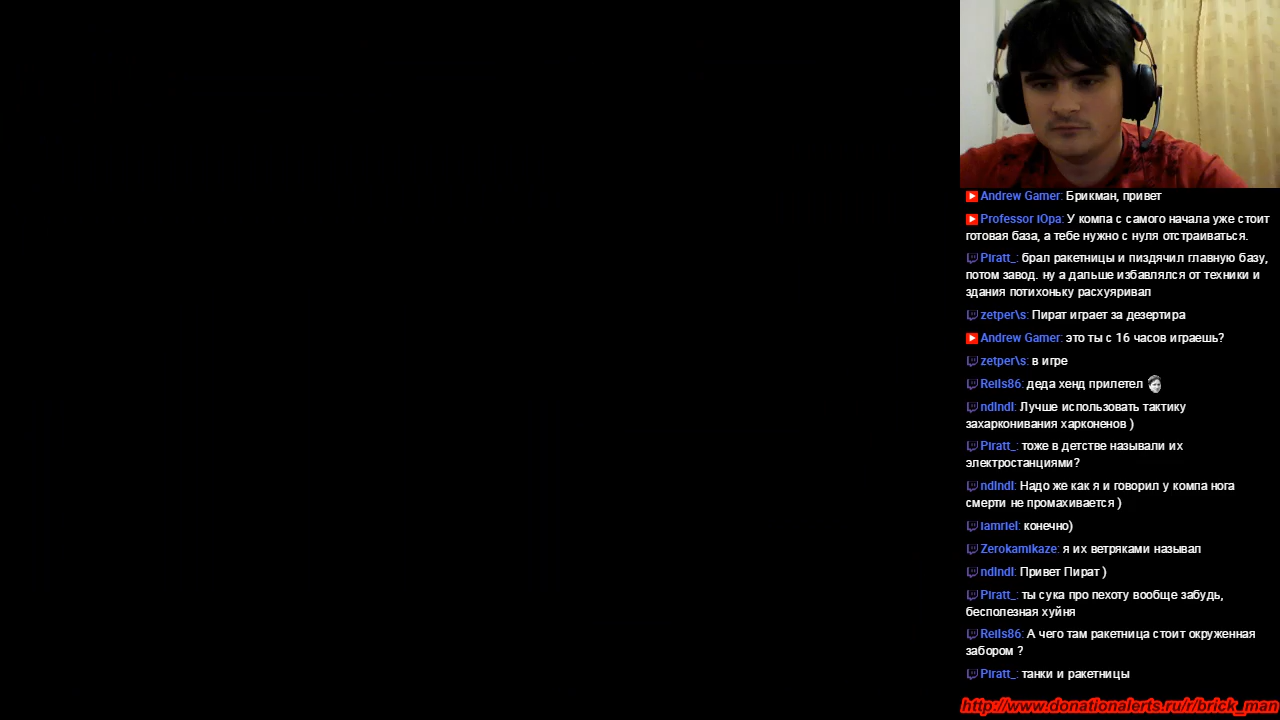 Andrew Gamer: Брикман, привет
Professor Ю́pa: У компа с самого начала уже стоит
готовая база, а тебе нужно с нуля отстраиваться.
Piratt_: брал ракетницы и пиздячил главную базу,
потом завод. ну а дальше избавлялся от техники и
здания потихоньку расхуяривал
zetper\s: Пират играет за дезертира
Andrew Gamer: это ты с 16 часов играешь?
zetper\s: в игре
Reils86: деда хенд прилетел
ndlndl: Лучше использовать тактику
захарконивания харконенов )
Piratt_: тоже в детстве называли их
электростанциями?
ndlndl: Надо же как я и говорил у компа нога
смерти не промахивается )
iamriel: конечно)
Zerokamikaze: я их ветряками называл
ndlndl: Привет Пират )
Piratt_: ты сука про пехоту вообще забудь,
бесполезная хуйня
Reils86: А чего там ракетница стоит окруженная
забором ?
Piratt_: танки и ракетницы
http://www.donationalerts.ru/r/brick_man